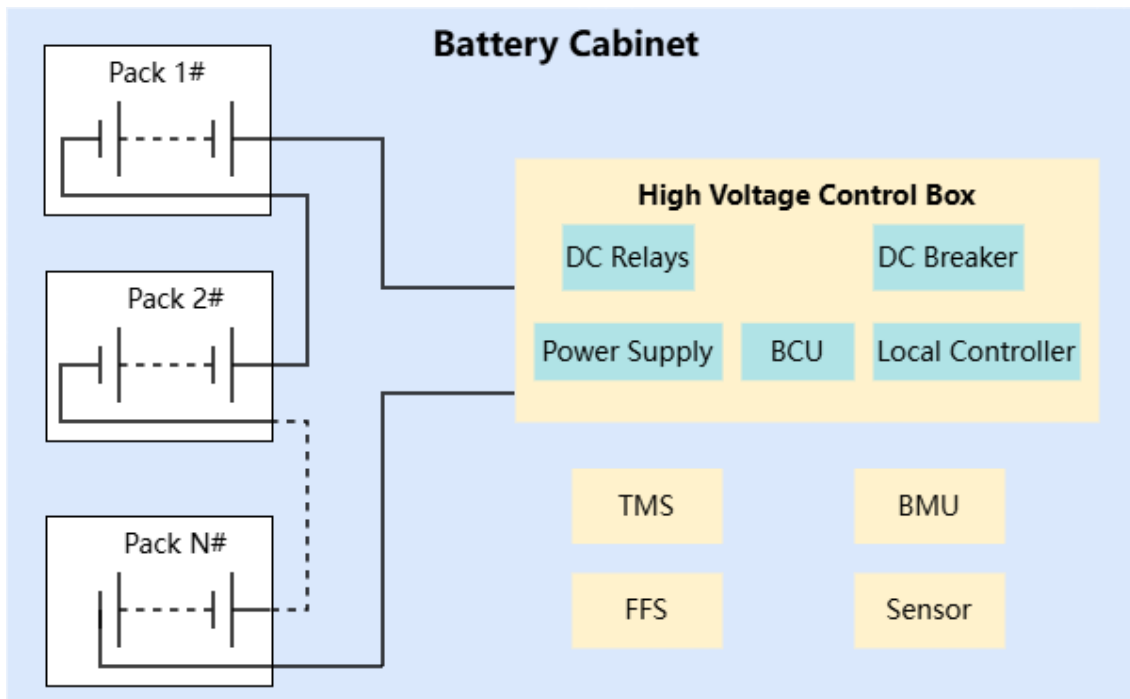 Battery Cabinet
Pack 1#
Pack 2#
Pack N#
High Voltage Control Box
DC Relays
DC Breaker
Power Supply
BCU
Local Controller
TMS
BMU
FFS
Sensor